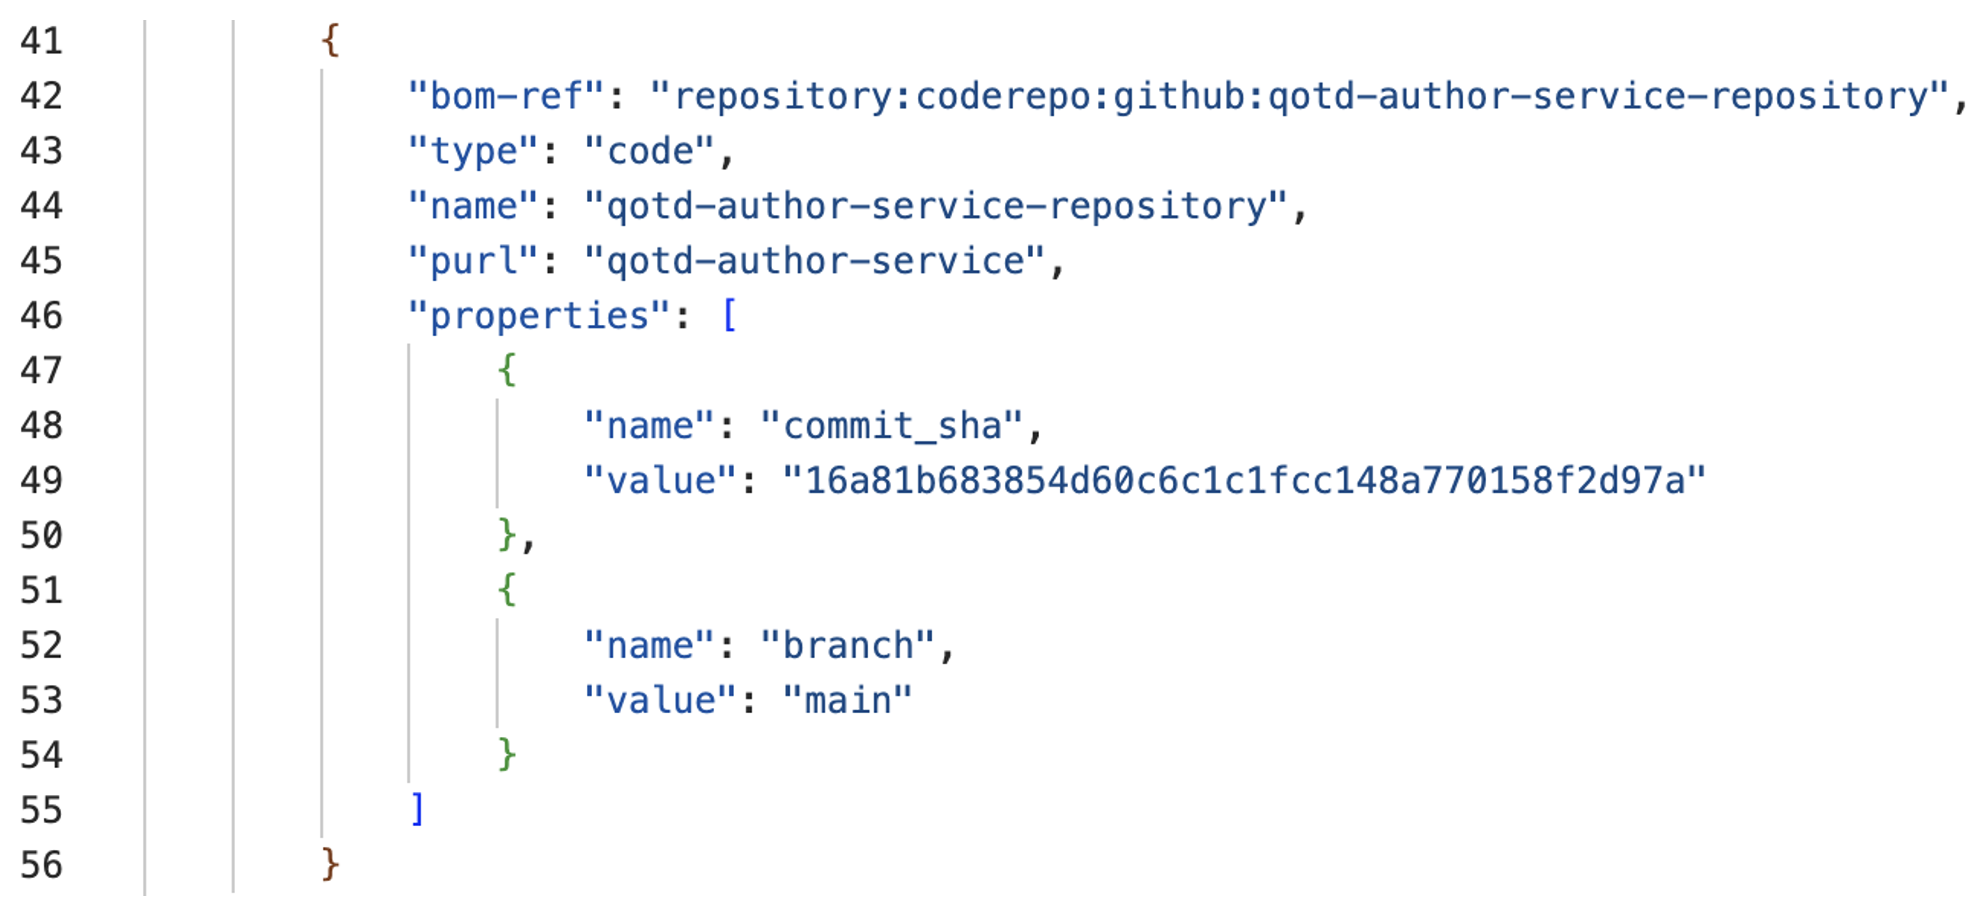 41 {
42 "bom-ref": "repository:coderepo:github:qotd-author-service-repository",
43 "type": "code",
44 "name": "qotd-author-service-repository",
45 "purl": "qotd-author-service",
46 "properties": [
47 {
48 "name": "commit_sha",
49 "value": "16a81b683854d60c6c1c1fcc148a770158f2d97a"
50 },
51 {
52 "name": "branch",
53 "value": "main"
54 }
55 ]
56 }